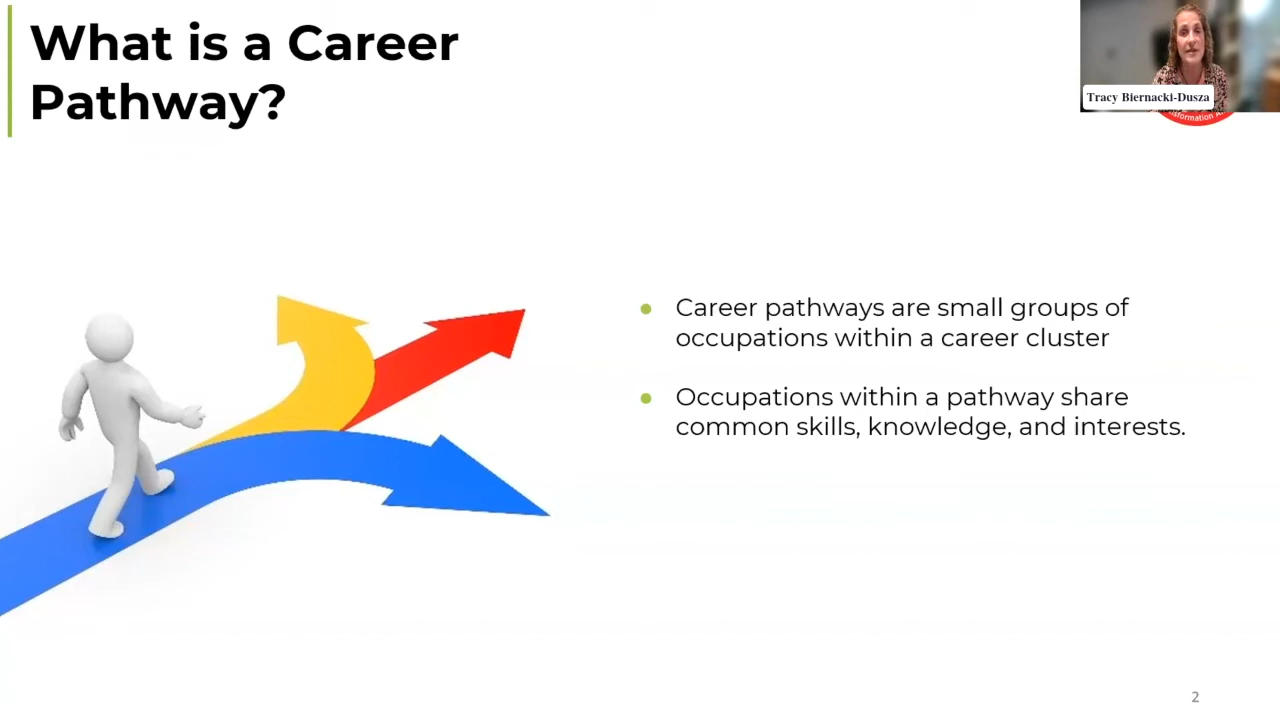 What is a Career
Pathway?
Tracy Biernacki-Dusza
Career pathways are small groups of
occupations within a career cluster
Occupations within a pathway share
common skills, knowledge, and interests.
2